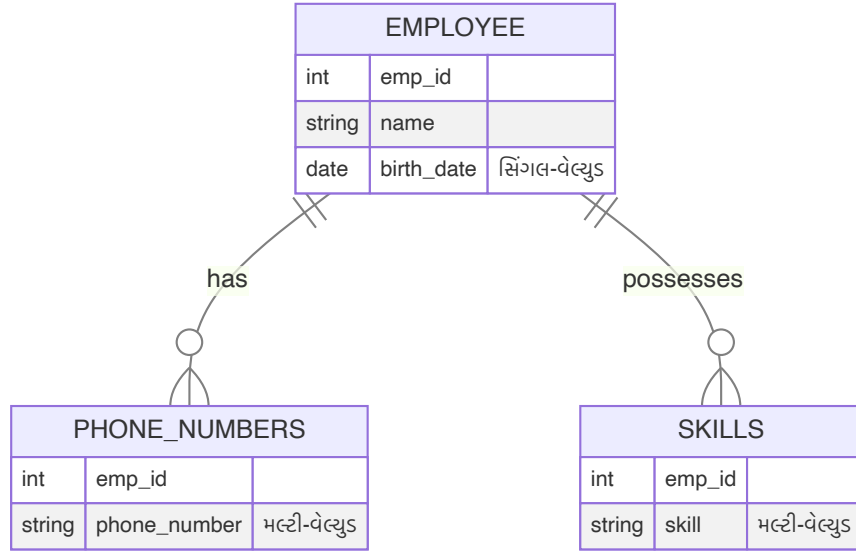 EMPLOYEE
int emp_id
string name
date birth_date સિંગલ-વેલ્યુડ
has
possesses
PHONE_NUMBERS
int emp_id
string phone_number મલ્ટી-વેલ્યુડ
SKILLS
int emp_id
string skill મલ્ટી-વેલ્યુડ